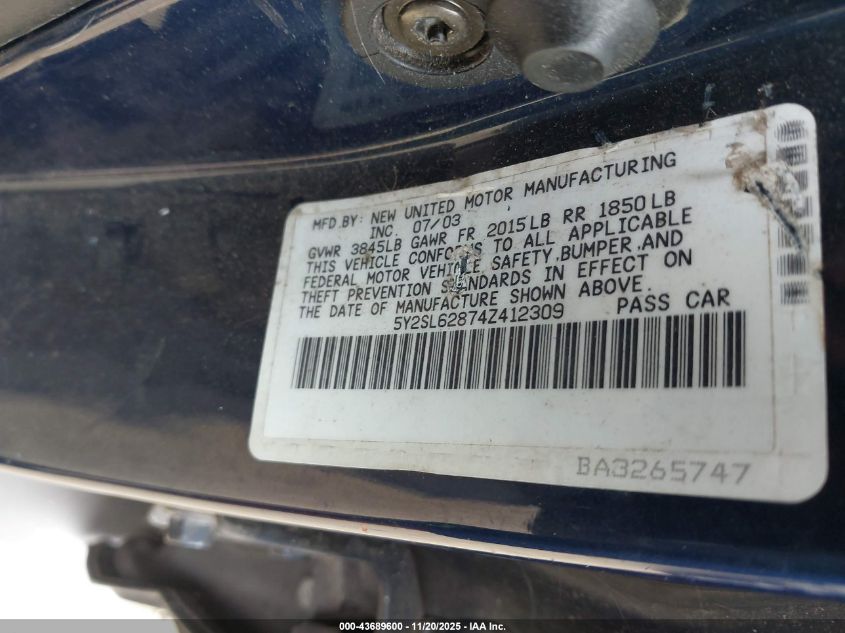 MFD.BY: NEW UNITED MOTOR MANUFACTURING
INC. 07/03
GVWR 3845LB GAWR FR 2015LB RR 1850LB
THIS VEHICLE CONFORMS TO ALL APPLICABLE
FEDERAL MOTOR VEHICLE SAFETY,BUMPER,AND
THEFT PREVENTION STANDARDS IN EFFECT ON
THE DATE OF MANUFACTURE SHOWN ABOVE.
5Y2SL62874Z412309 PASS CAR
BA3265747
000-43689600 - 11/20/2025 - IAA Inc.